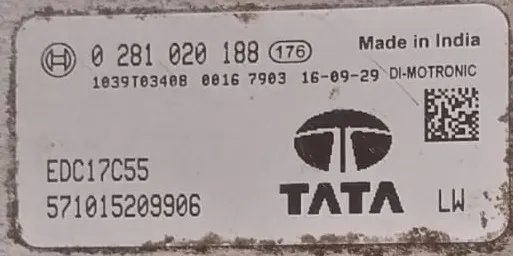 0 281 020 188 176 Made in India
1039T03408 0016 7903 16-09-29 DI-MOTRONIC
EDC17C55
571015209906
TATA LW